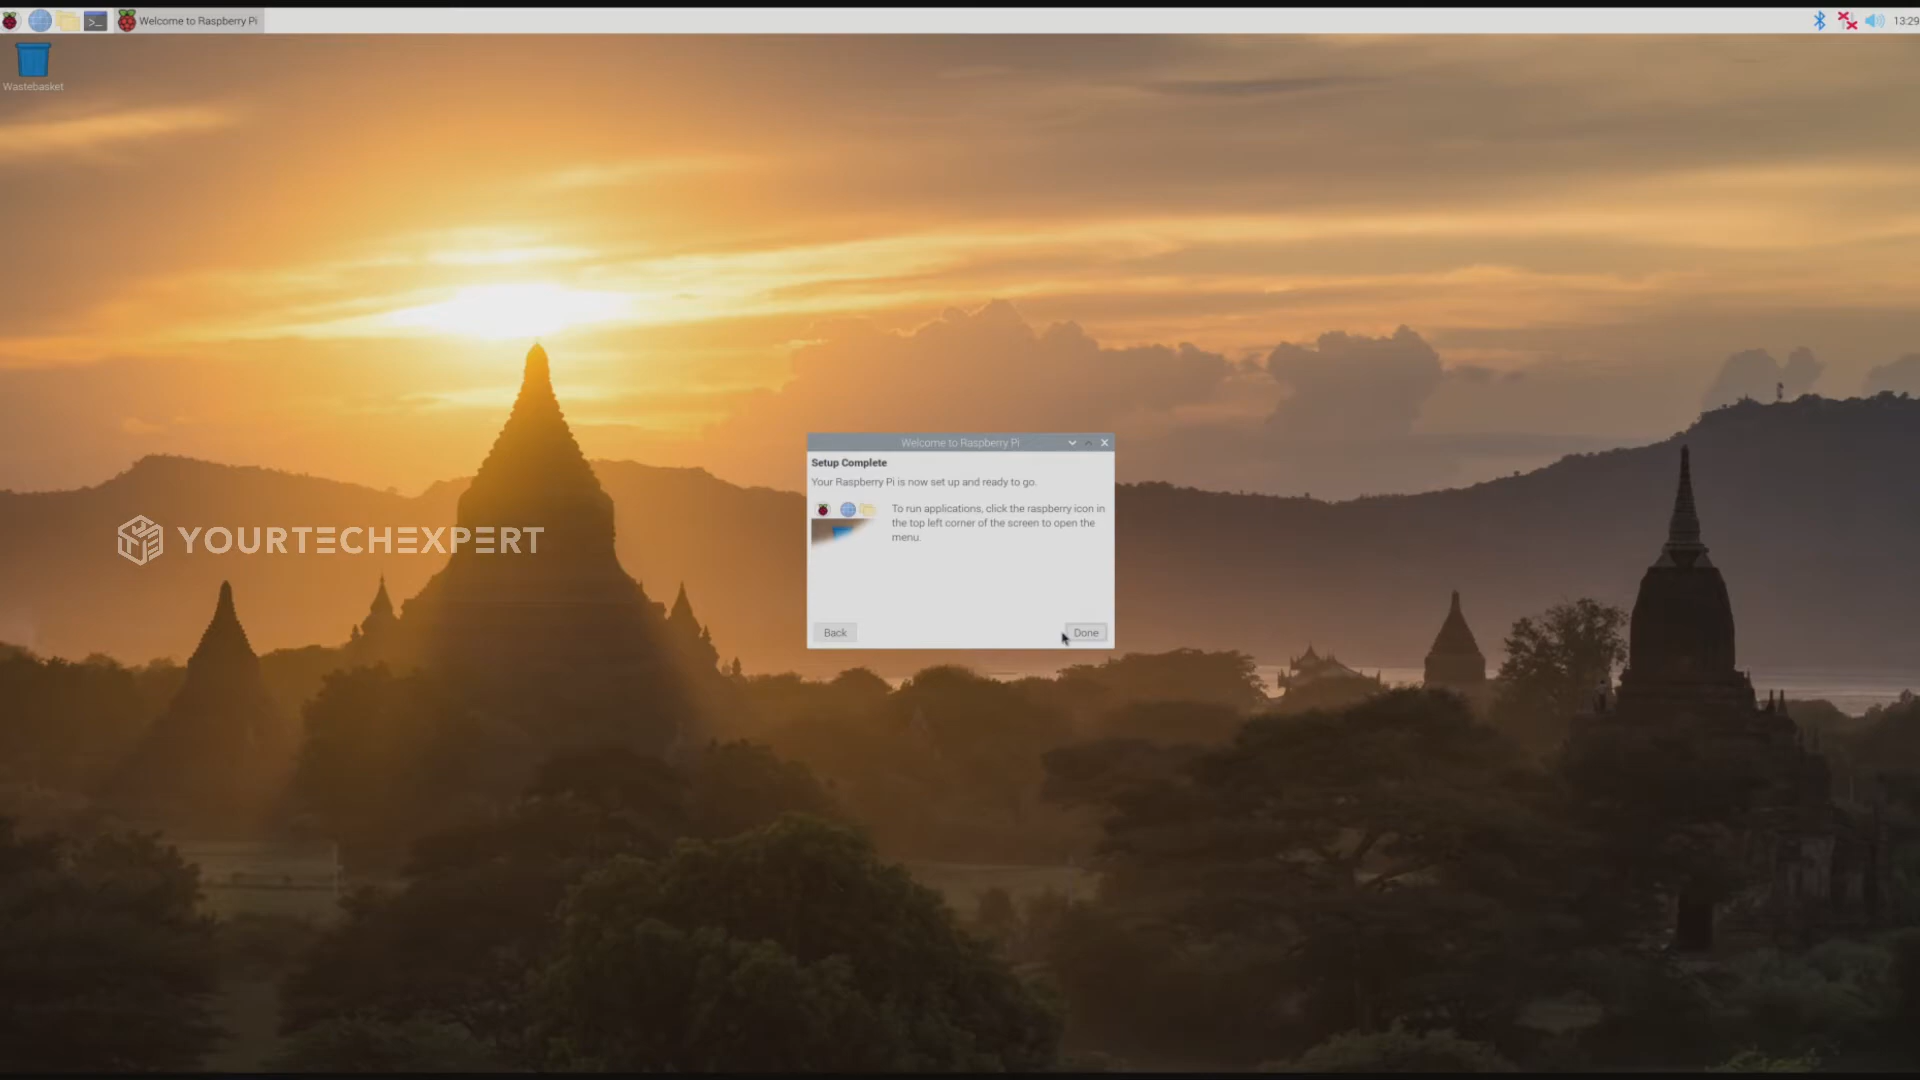 Welcome to Raspberry Pi
13:29
Wastebasket
Welcome to Raspberry Pi
Setup Complete
Your Raspberry Pi is now set up and ready to go.
To run applications, click the raspberry icon in
the top left corner of the screen to open the
menu.
YOURTECHEXPERT
Back
Done